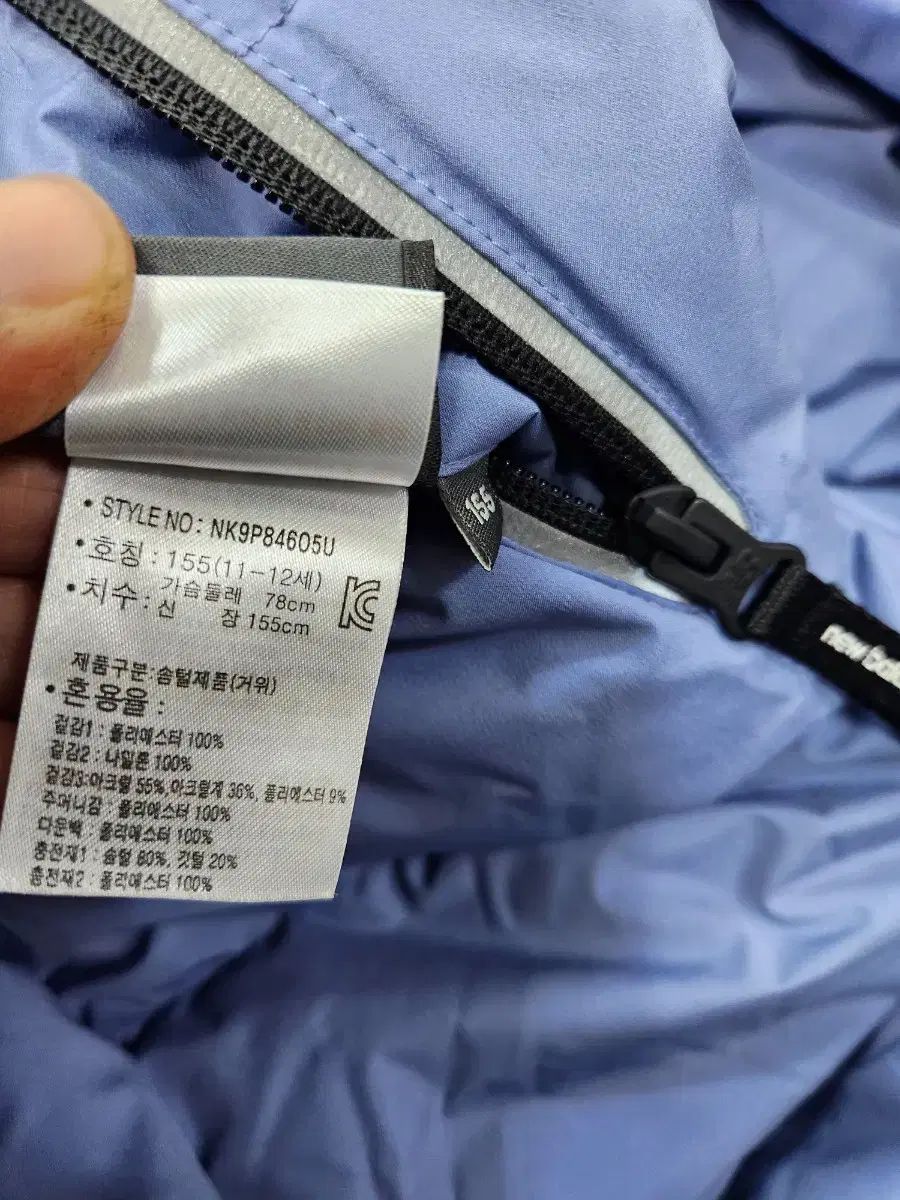 • STYLE NO : NK9P84605U
• 호칭 : 155(11-12세)
• 치수 : 가슴둘레 78cm
신 장 155cm
제품구분:솜털제품(거위)
• 혼용율 :
겉감1 : 폴리에스터 100%
겉감2 : 나일론 100%
겉감3:아크릴 55%,아크릴계 36%, 폴리에스터 9%
주머니감 : 폴리에스터 100%
다운백 : 폴리에스터 100%
충전재1 : 솜털 80%, 깃털 20%
충전재2 : 폴리에스터 100%
155
new